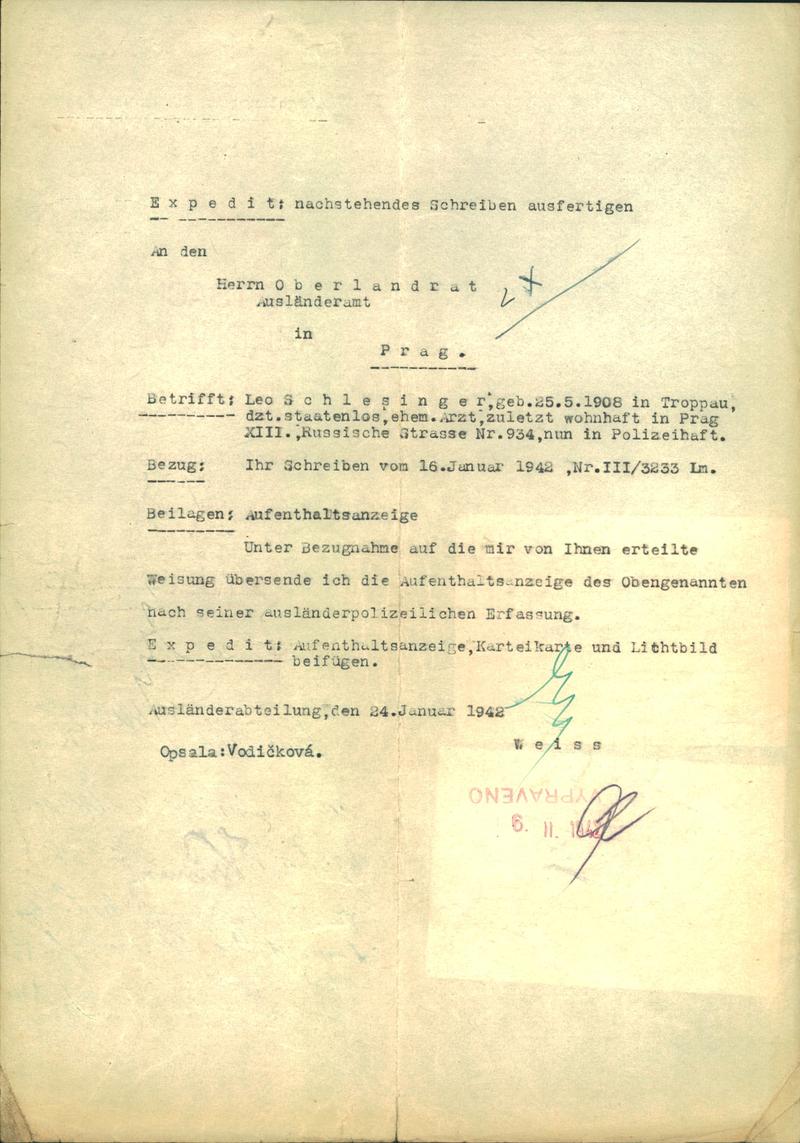 E x p e d i t: nachstehendes Schreiben ausfertigen
An den
Herrn O b e r l a n d r a t
Ausländeramt
in
P r a g .
Betrifft: Leo S c h l e s i n g e r,geb.25.5.1908 in Troppau,
dzt.staatenlos,ehem.Arzt,zuletzt wohnhaft in Prag
XIII.,Russische Strasse Nr.934,nun in Polizeihaft.
Bezug: Ihr Schreiben vom 16.Januar 1942 ,Nr.III/3233 Lm.
Beilagen: Aufenthaltsanzeige
Unter Bezugnahme auf die mir von Ihnen erteilte
Weisung übersende ich die Aufenthaltsanzeige des Obengenannten
nach seiner ausländerpolizeilichen Erfassung.
E x p e d i t: Aufenthaltsanzeige,Karteikarte und Lichtbild
beifügen.
Ausländerabteilung,den 24.Januar 1942
W e i s s
Opsala:Vodičková.
VYPRAVENO
6. II. 1942